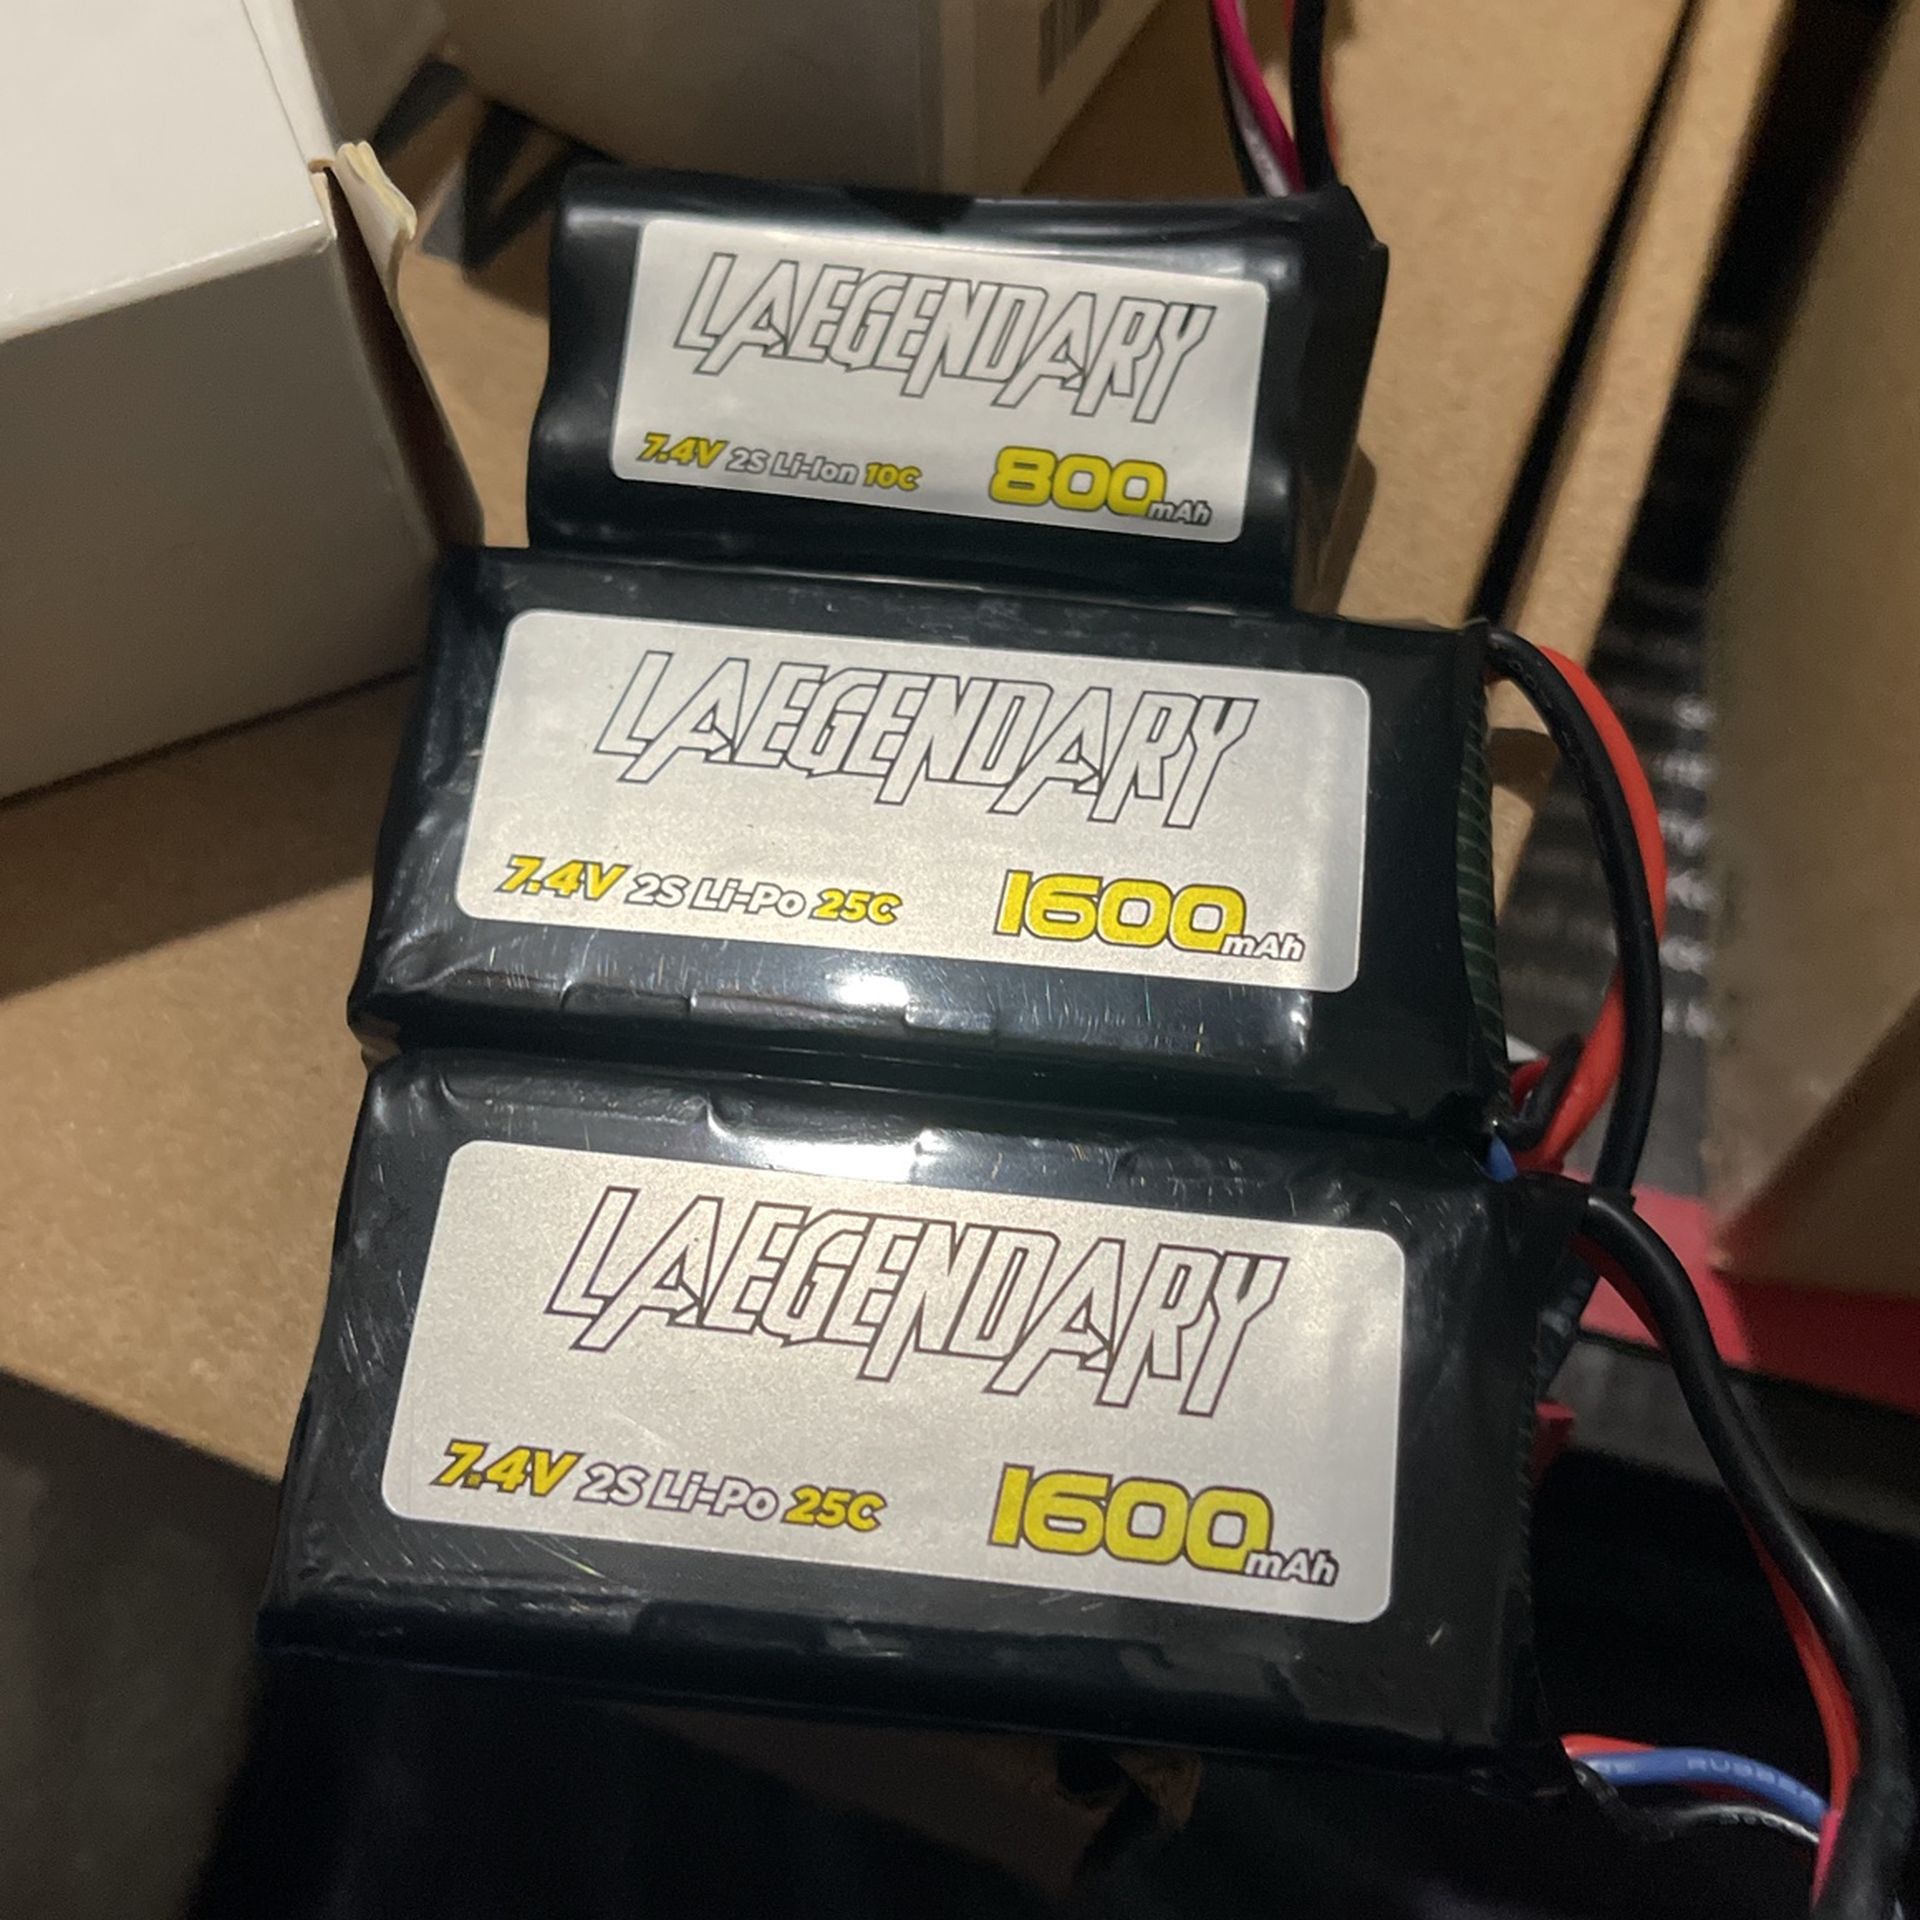 LAEGENDARY
7.4V 2S Li-Ion 10C 800mAh
LAEGENDARY
7.4V 2S Li-Po 25C 1600mAh
LAEGENDARY
7.4V 2S Li-Po 25C 1600mAh